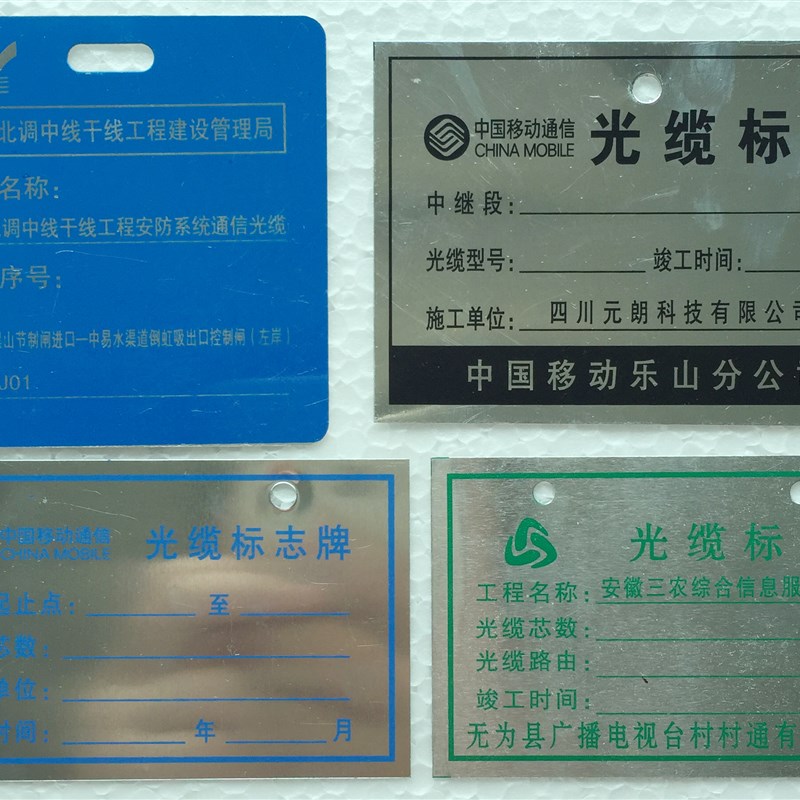 北调中线干线工程建设管理局
名称：
调中线干线工程安防系统通信光缆
序号：
山节制闸进口一中易水渠道倒虹吸出口控制闸（左岸）
J01
中国移动通信
CHINA MOBILE
光缆标
中继段：
光缆型号： 竣工时间：
施工单位： 四川元朗科技有限公司
中国移动乐山分公
中国移动通信
CHINA MOBILE
光缆标志牌
起止点： 至
芯数：
单位：
时间： 年 月
光缆标
工程名称：安徽三农综合信息服
光缆芯数：
光缆路由：
竣工时间：
无为县广播电视台村村通有